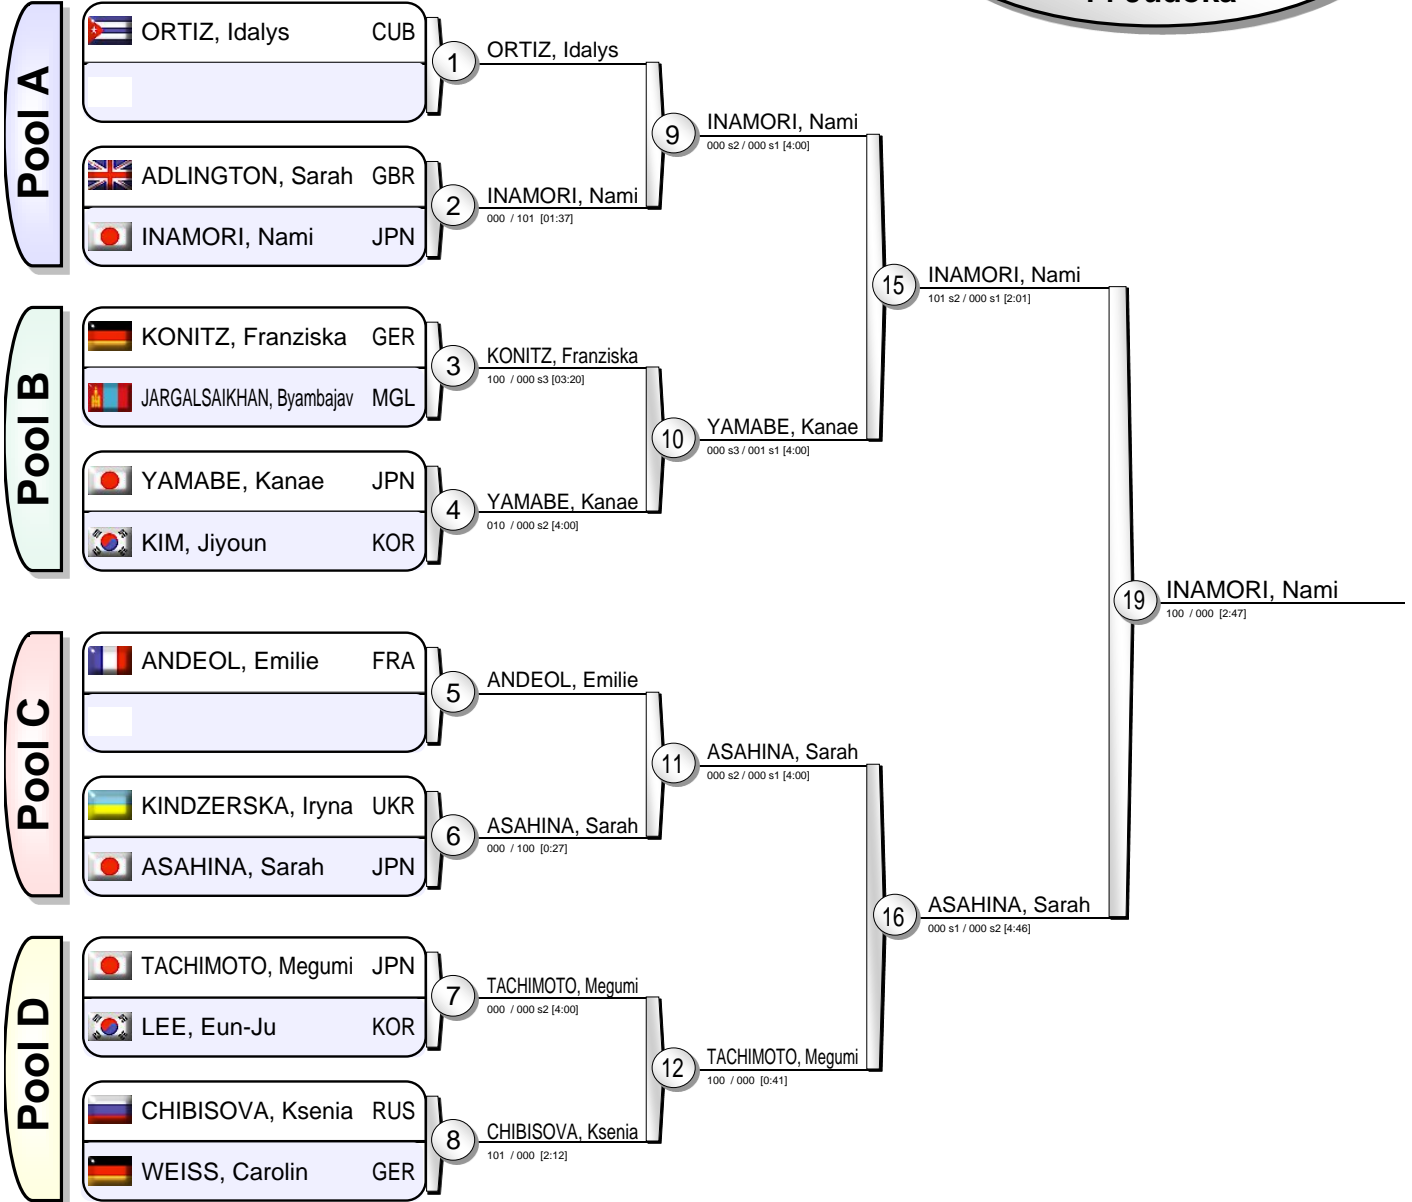 14 Judoka
Pool A
ORTIZ, Idalys CUB
ADLINGTON, Sarah GBR
INAMORI, Nami JPN
1
ORTIZ, Idalys
2
INAMORI, Nami
000 / 101 [01:37]
9
INAMORI, Nami
000 s2 / 000 s1 [4:00]
Pool B
KONITZ, Franziska GER
JARGALSAIKHAN, Byambajav MGL
YAMABE, Kanae JPN
KIM, Jiyoun KOR
3
KONITZ, Franziska
100 / 000 s3 [03:20]
4
YAMABE, Kanae
010 / 000 s2 [4:00]
10
YAMABE, Kanae
000 s3 / 001 s1 [4:00]
15
INAMORI, Nami
101 s2 / 000 s1 [2:01]
Pool C
ANDEOL, Emilie FRA
KINDZERSKA, Iryna UKR
ASAHINA, Sarah JPN
5
ANDEOL, Emilie
6
ASAHINA, Sarah
000 / 100 [0:27]
11
ASAHINA, Sarah
000 s2 / 000 s1 [4:00]
Pool D
TACHIMOTO, Megumi JPN
LEE, Eun-Ju KOR
CHIBISOVA, Ksenia RUS
WEISS, Carolin GER
7
TACHIMOTO, Megumi
000 / 000 s2 [4:00]
8
CHIBISOVA, Ksenia
101 / 000 [2:12]
12
TACHIMOTO, Megumi
100 / 000 [0:41]
16
ASAHINA, Sarah
000 s1 / 000 s2 [4:46]
19
INAMORI, Nami
100 / 000 [2:47]